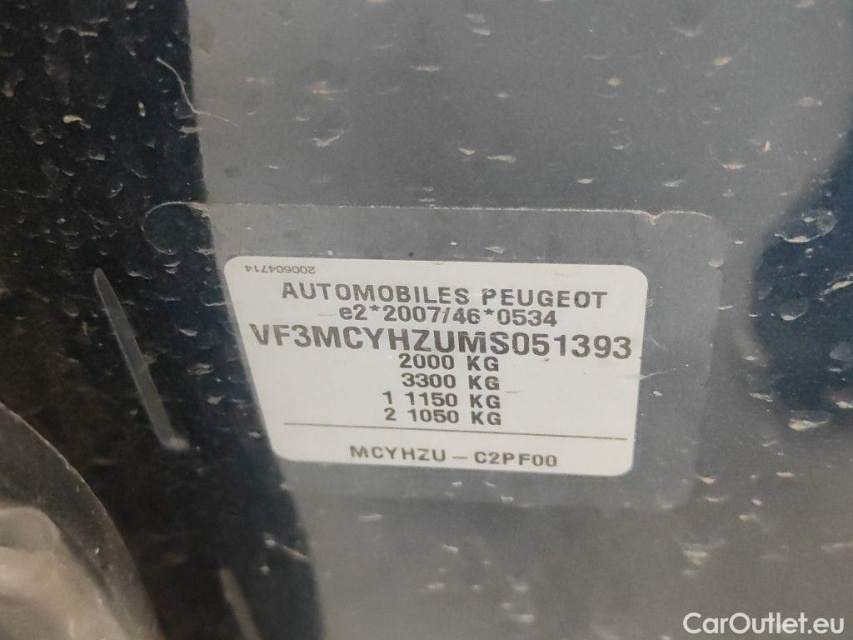 200604714
AUTOMOBILES PEUGEOT
e2*2007/46*0534
VF3MCYHZUMS051393
2000 KG
3300 KG
1 1150 KG
2 1050 KG
MCYHZU - C2PF00
CarOutlet.eu